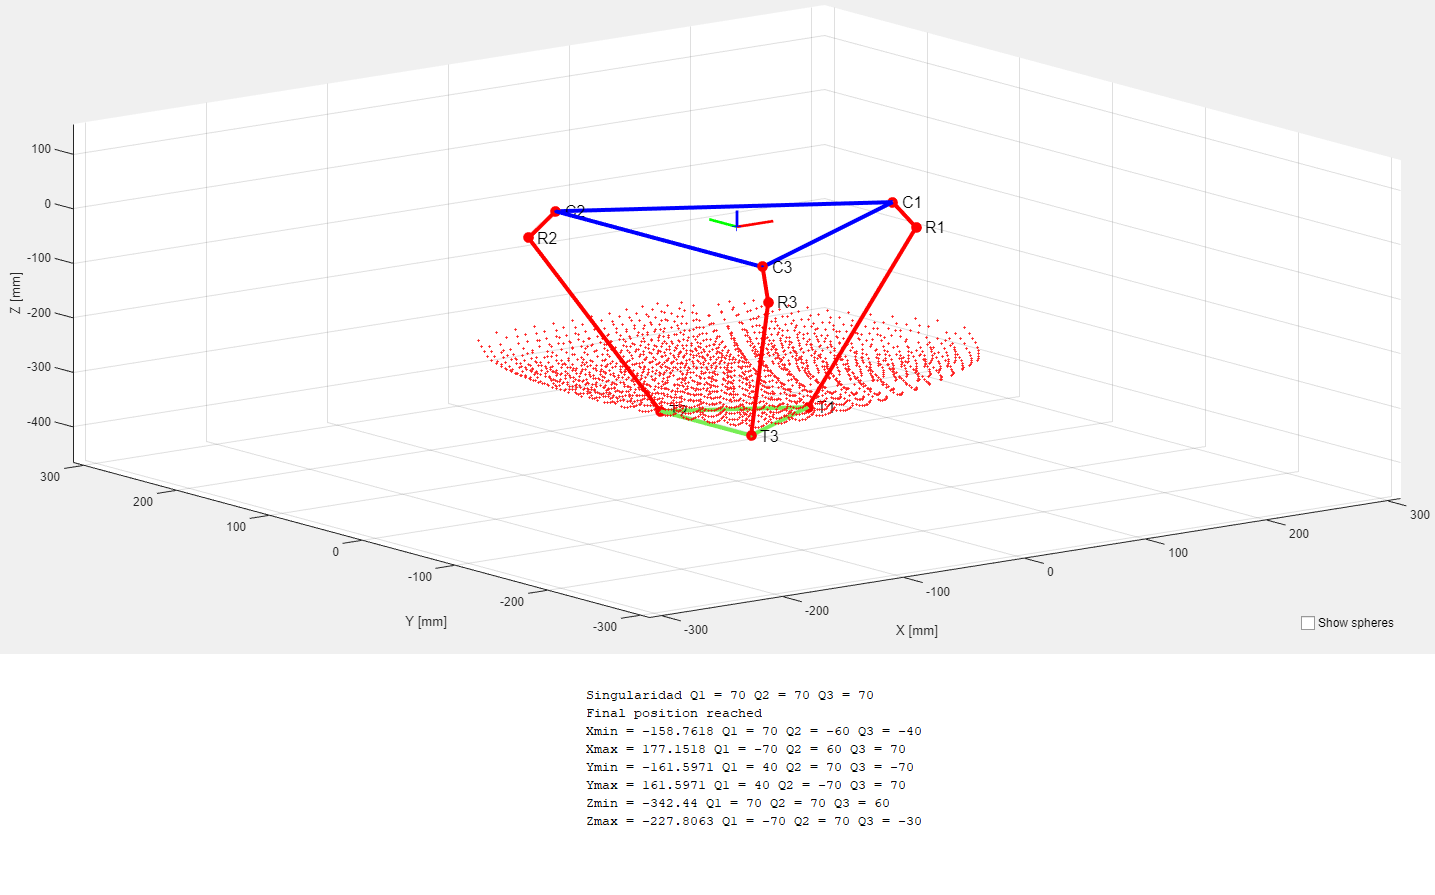 100
0
-100
-200
-300
-400
Z [mm]
300
200
100
0
-100
-200
-300
Y [mm]
-300
-200
-100
0
100
200
300
X [mm]
C2
C1
R2
R1
C3
R3
T2
T1
T3
Show spheres
Singularidad Q1 = 70 Q2 = 70 Q3 = 70
Final position reached
Xmin = -158.7618 Q1 = 70 Q2 = -60 Q3 = -40
Xmax = 177.1518 Q1 = -70 Q2 = 60 Q3 = 70
Ymin = -161.5971 Q1 = 40 Q2 = 70 Q3 = -70
Ymax = 161.5971 Q1 = 40 Q2 = -70 Q3 = 70
Zmin = -342.44 Q1 = 70 Q2 = 70 Q3 = 60
Zmax = -227.8063 Q1 = -70 Q2 = 70 Q3 = -30